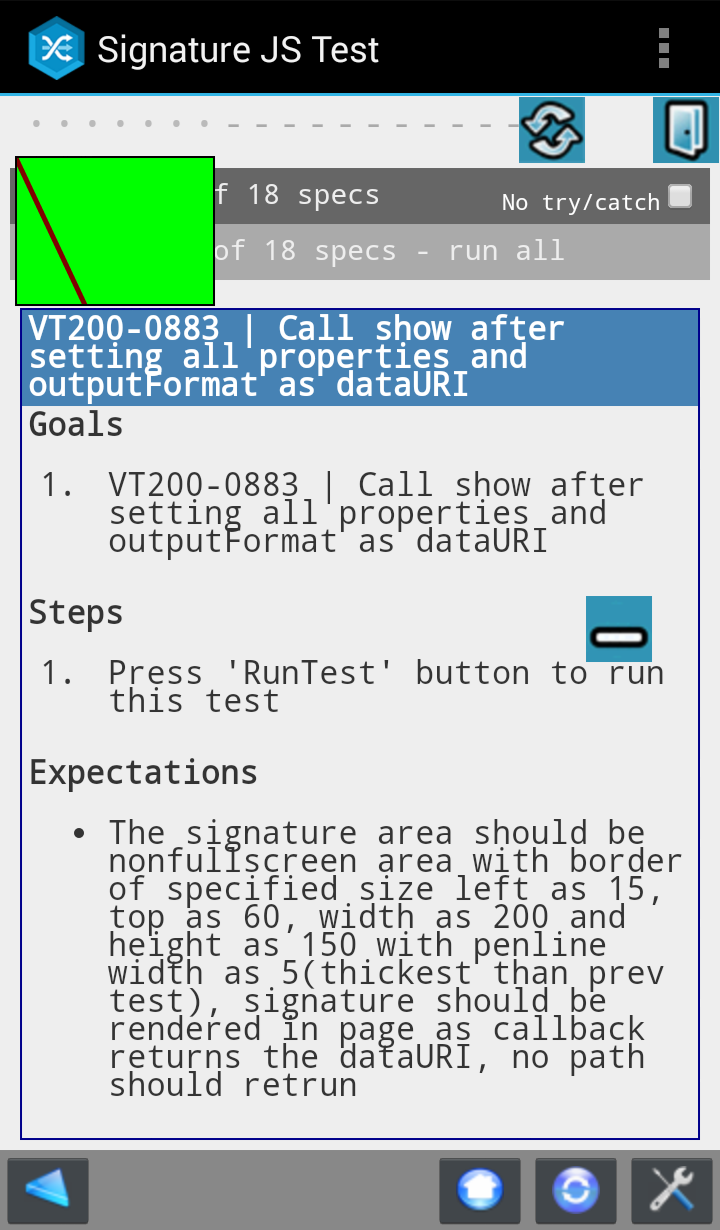 Signature JS Test
f 18 specs
No try/catch
of 18 specs - run all
VT200-0883 | Call show after
setting all properties and
outputFormat as dataURI
Goals
1. VT200-0883 | Call show after
setting all properties and
outputFormat as dataURI
Steps
1. Press 'RunTest' button to run
this test
Expectations
• The signature area should be
nonfullscreen area with border
of specified size left as 15,
top as 60, width as 200 and
height as 150 with penline
width as 5(thickest than prev
test), signature should be
rendered in page as callback
returns the dataURI, no path
should retrun